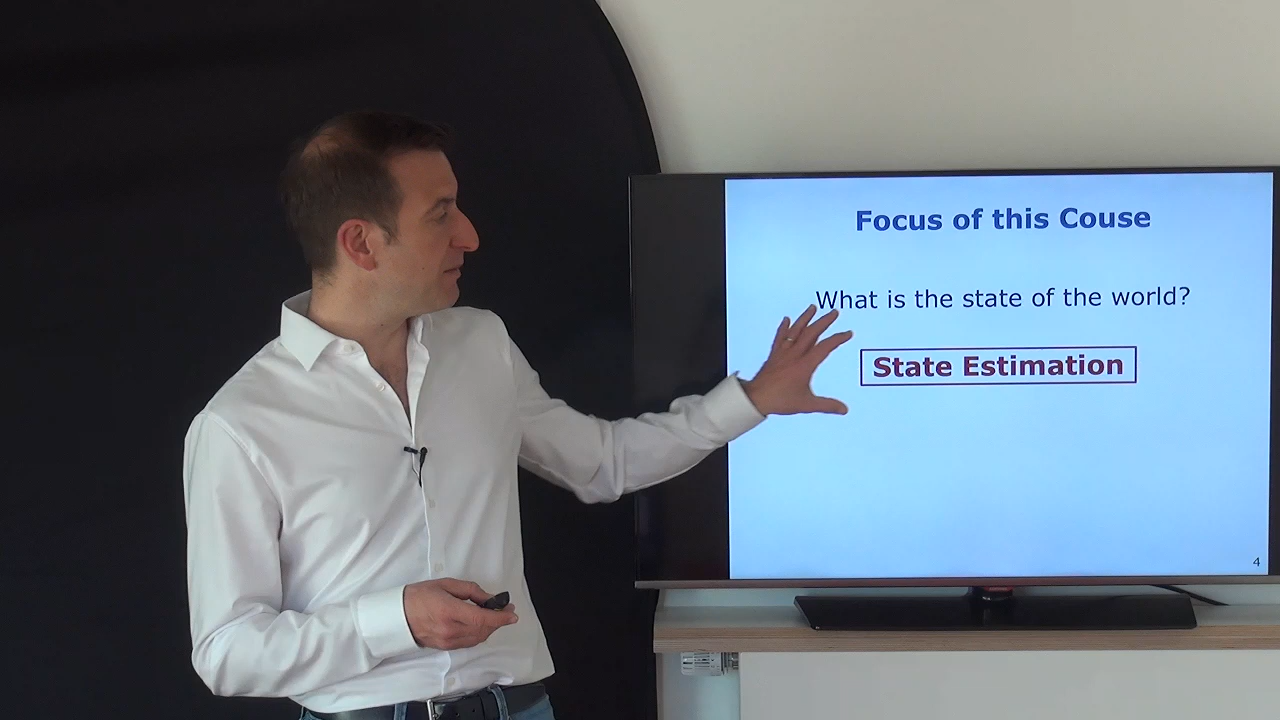 Focus of this Couse
What is the state of the world?
State Estimation
4